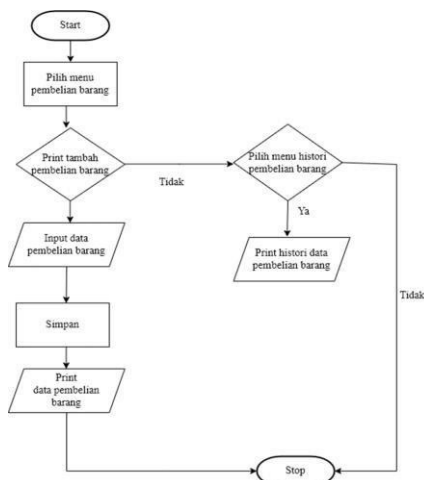 Start
Pilih menu
pembelian barang
Print tambah
pembelian barang
Tidak
Pilih menu histori
pembelian barang
Ya
Print histori data
pembelian barang
Tidak
Input data
pembelian barang
Simpan
Print
data pembelian
barang
Stop